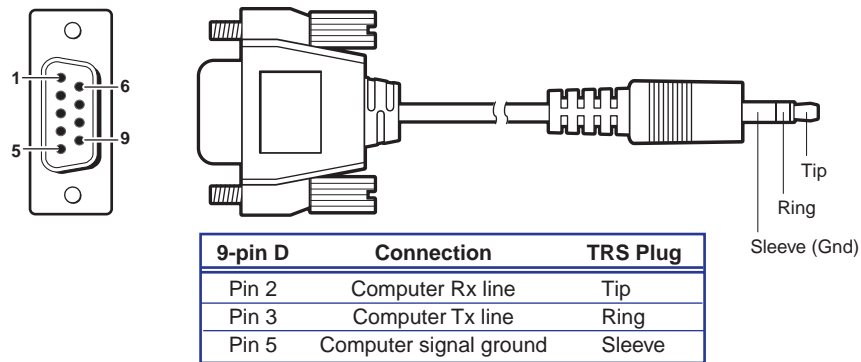 1
6
5
9
Tip
Ring
Sleeve (Gnd)
9-pin D Connection TRS Plug
Pin 2 Computer Rx line Tip
Pin 3 Computer Tx line Ring
Pin 5 Computer signal ground Sleeve